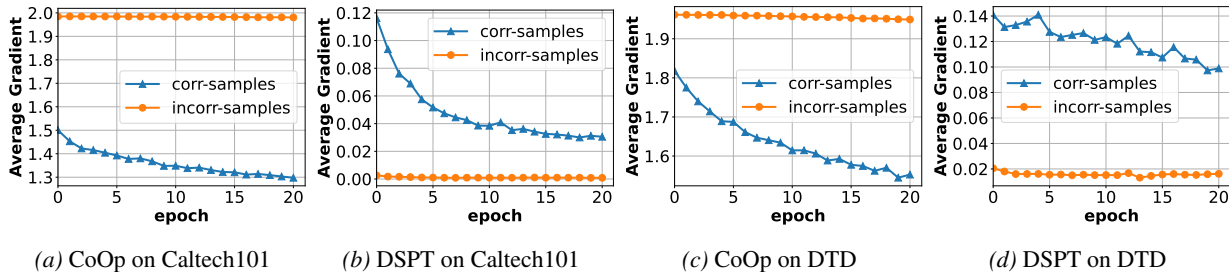 Average Gradient
2.0
1.9
1.8
1.7
1.6
1.5
1.4
1.3
corr-samples
incorr-samples
0 5 10 15 20
epoch
(a) CoOp on Caltech101
Average Gradient
0.12
0.10
0.08
0.06
0.04
0.02
0.00
corr-samples
incorr-samples
0 5 10 15 20
epoch
(b) DSPT on Caltech101
Average Gradient
1.9
1.8
1.7
1.6
corr-samples
incorr-samples
0 5 10 15 20
epoch
(c) CoOp on DTD
Average Gradient
0.14
0.12
0.10
0.08
0.06
0.04
0.02
corr-samples
incorr-samples
0 5 10 15 20
epoch
(d) DSPT on DTD